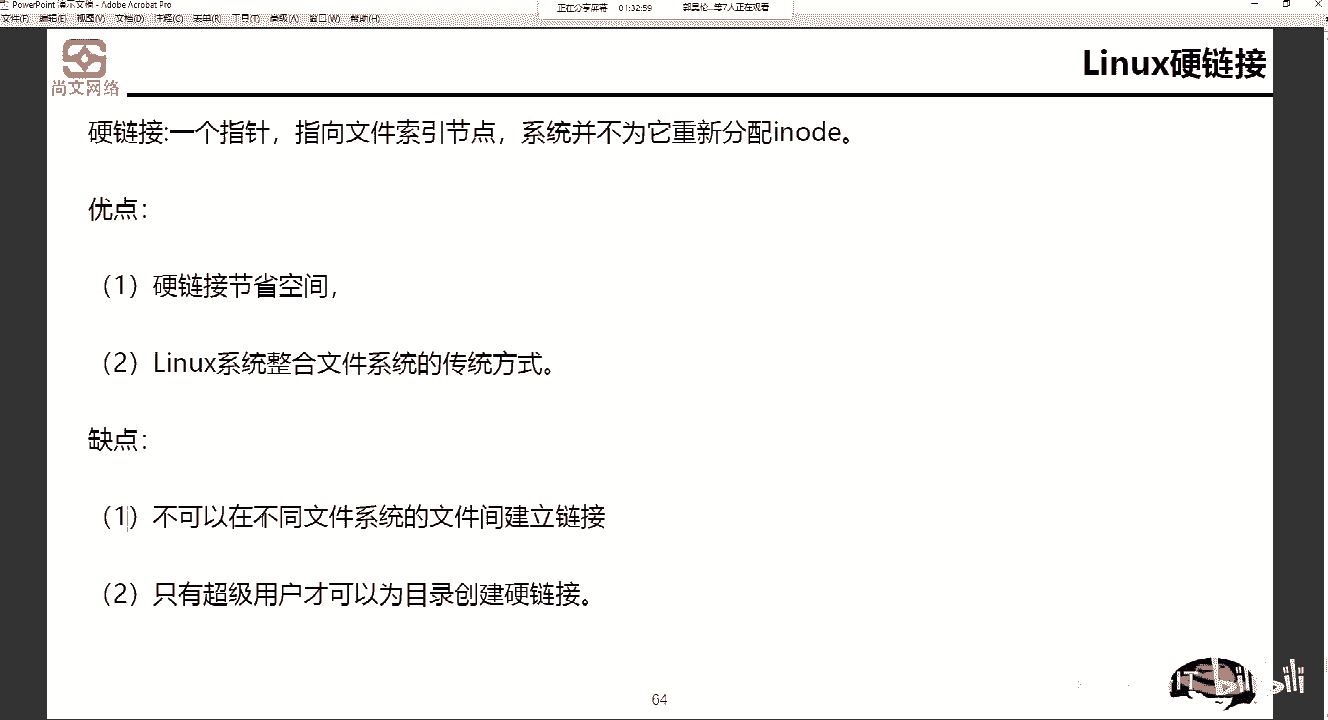 PowerPoint 演示文稿 - Adobe Acrobat Pro
正在分享屏幕 01:32:59 等7人正在观看
文件(F) 编辑(E) 视图(V) 文档(D) 注释(C) 表单(R) 工具(T) 高级(A) 窗口(W) 帮助(H)
尚文网络
Linux硬链接
硬链接:一个指针，指向文件索引节点，系统并不为它重新分配inode。
优点：
（1）硬链接节省空间，
（2）Linux系统整合文件系统的传统方式。
缺点：
（1）不可以在不同文件系统的文件间建立链接
（2）只有超级用户才可以为目录创建硬链接。
64
IT bilibili